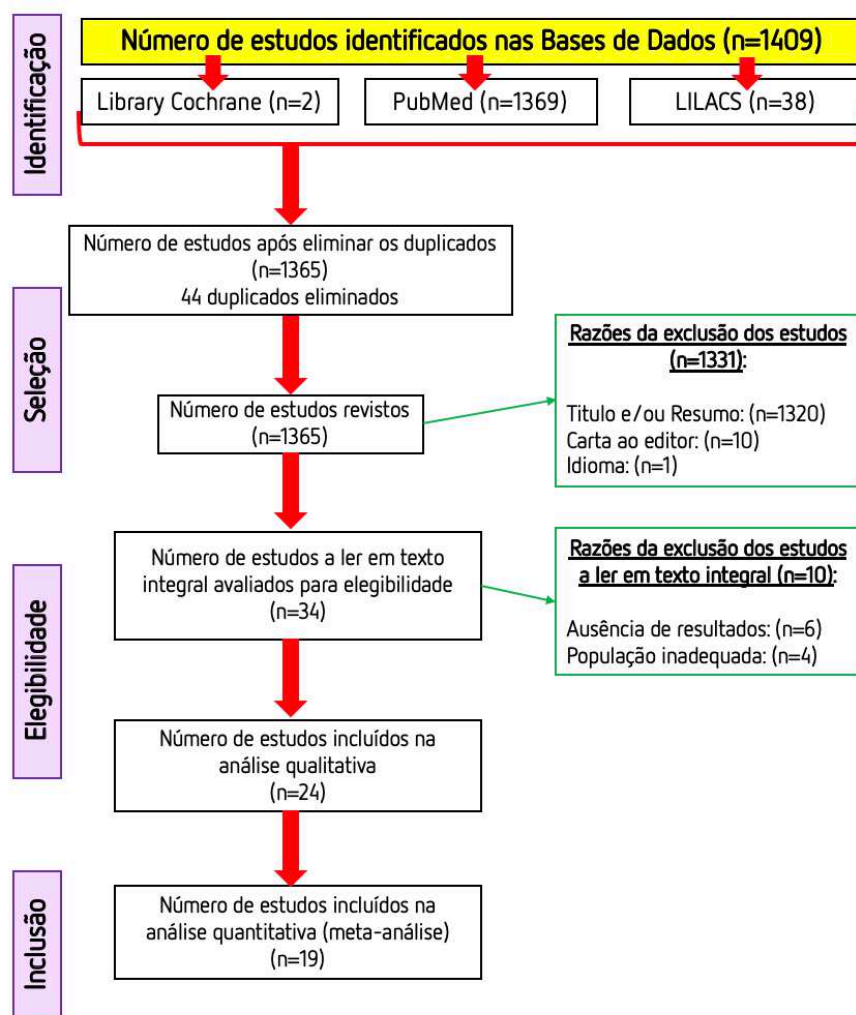 Identificação
Número de estudos identificados nas Bases de Dados (n=1409)
Library Cochrane (n=2)
PubMed (n=1369)
LILACS (n=38)
Seleção
Número de estudos após eliminar os duplicados
(n=1365)
44 duplicados eliminados
Número de estudos revistos
(n=1365)
Razões da exclusão dos estudos
(n=1331):
Titulo e/ou Resumo: (n=1320)
Carta ao editor: (n=10)
Idioma: (n=1)
Elegibilidade
Número de estudos a ler em texto
integral avaliados para elegibilidade
(n=34)
Razões da exclusão dos estudos
a ler em texto integral (n=10):
Ausência de resultados: (n=6)
População inadequada: (n=4)
Número de estudos incluídos na
análise qualitativa
(n=24)
Inclusão
Número de estudos incluídos na
análise quantitativa (meta-análise)
(n=19)